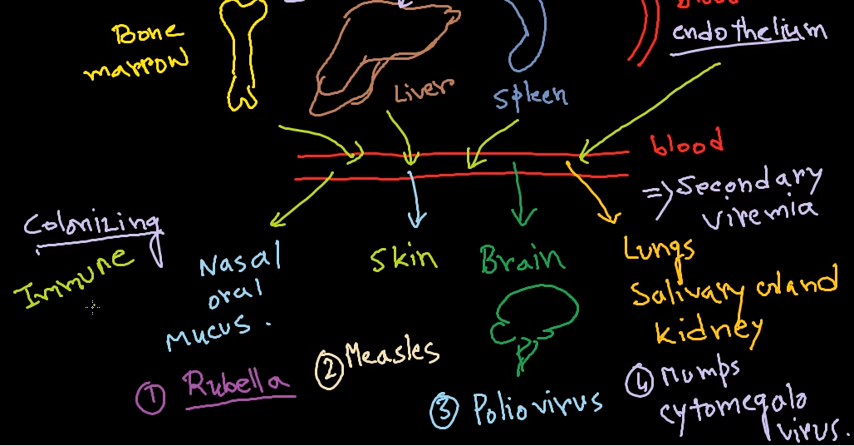 Bone
marrow
Liver
Spleen
blood
endothelium
blood
=> Secondary
viremia
Colonizing
Immune
Nasal
oral
Mucus.
Skin
Brain
Lungs
Salivary gland
kidney
① Rubella
② Measles
③ Poliovirus
④ Mumps
cytomegalo
virus.